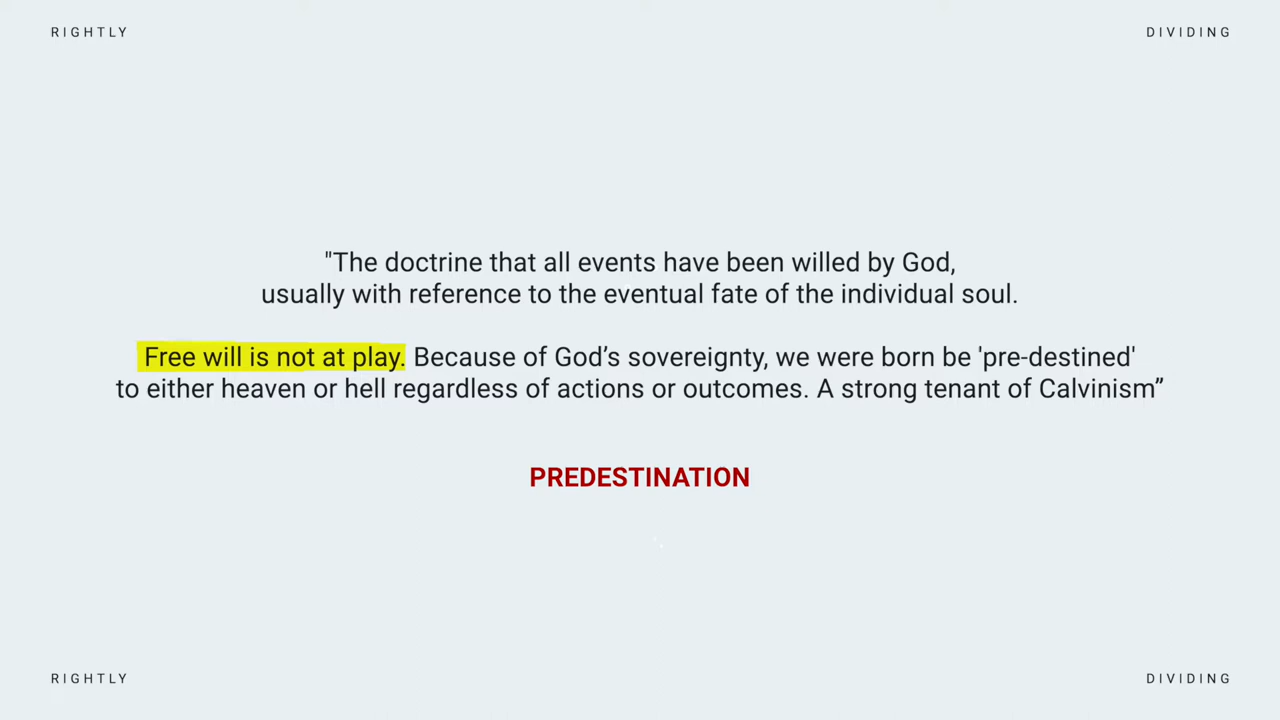 RIGHTLY
DIVIDING
"The doctrine that all events have been willed by God,
usually with reference to the eventual fate of the individual soul.
Free will is not at play. Because of God’s sovereignty, we were born be 'pre-destined'
to either heaven or hell regardless of actions or outcomes. A strong tenant of Calvinism”
PREDESTINATION
RIGHTLY
DIVIDING